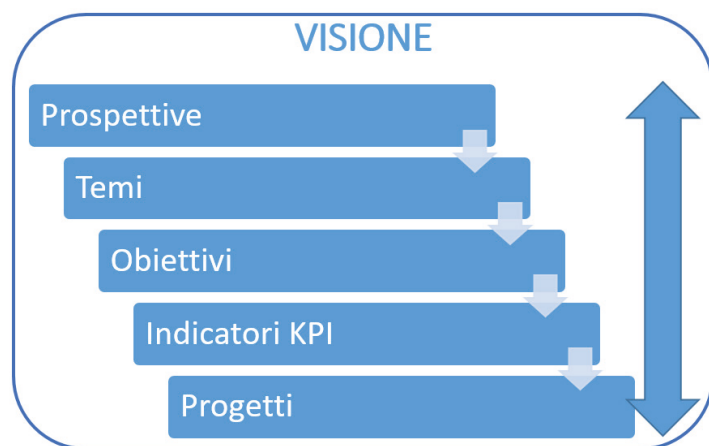 VISIONE
Prospettive
Temi
Obiettivi
Indicatori KPI
Progetti